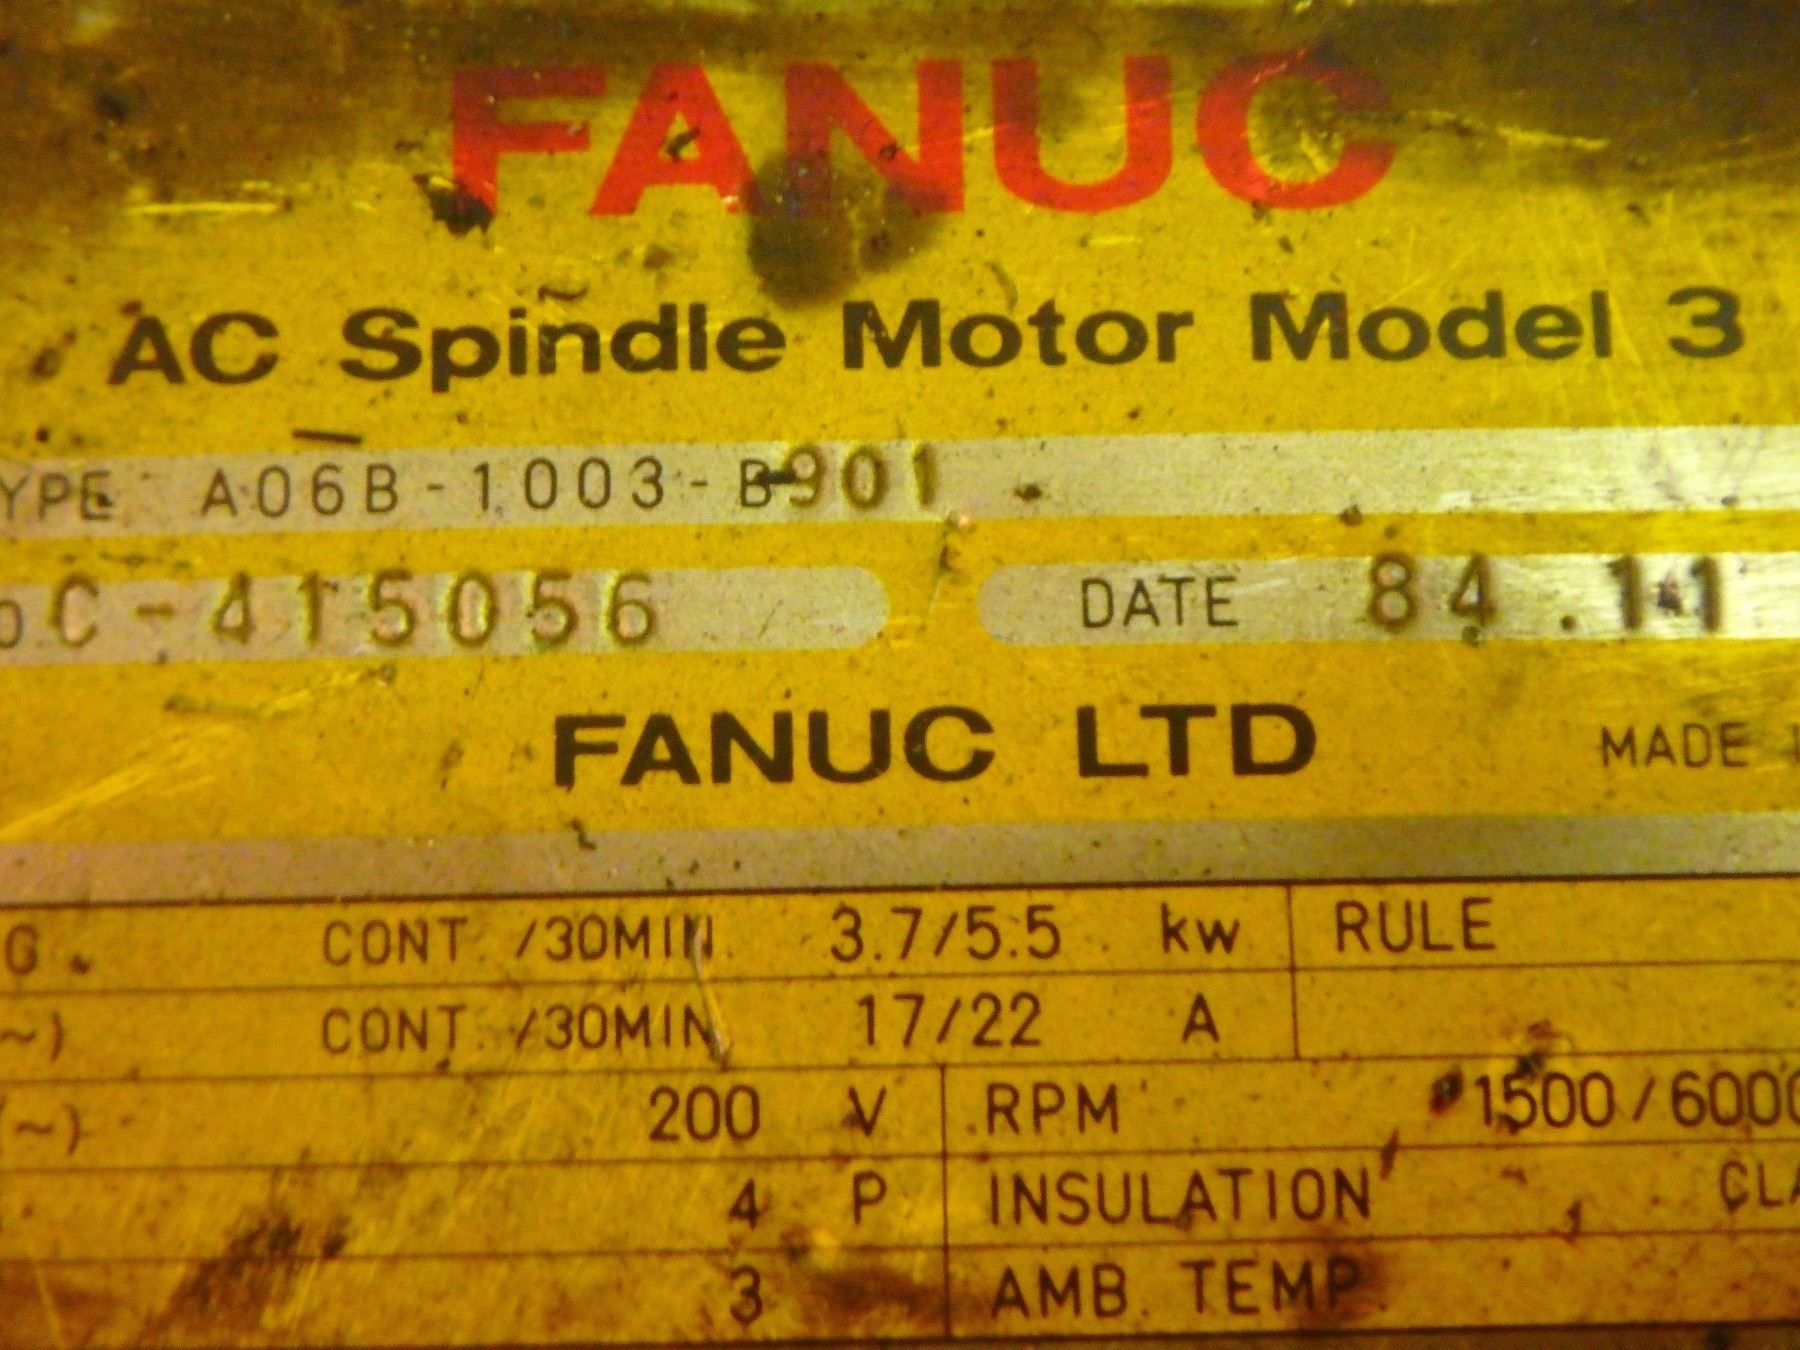 FANUC
AC Spindle Motor Model 3
YPE A06B-1003-B901
O. C-415056 DATE 84.11
FANUC LTD MADE
G. CONT. /30MIN. 3.7/5.5 kw RULE
(~) CONT. /30MIN. 17/22 A
(~) 200 V RPM 1500/6000
4 P INSULATION CLA
3 AMB. TEMP.